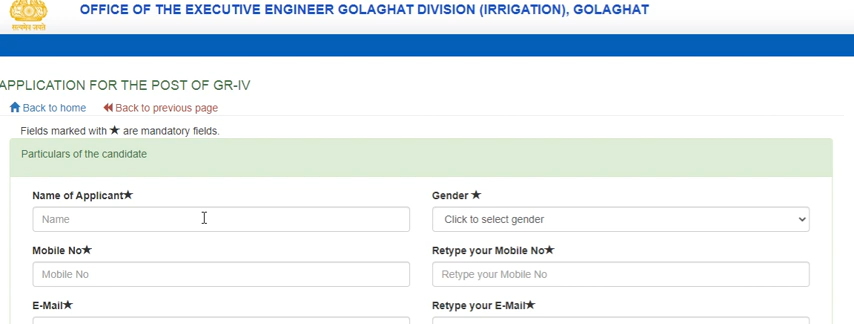 सत्यमेव जयते
OFFICE OF THE EXECUTIVE ENGINEER GOLAGHAT DIVISION (IRRIGATION), GOLAGHAT
APPLICATION FOR THE POST OF GR-IV
Back to home Back to previous page
Fields marked with ★ are mandatory fields.
Particulars of the candidate
Name of Applicant★ Gender ★
Name Click to select gender
Mobile No★ Retype your Mobile No★
Mobile No Retype your Mobile No
E-Mail★ Retype your E-Mail★